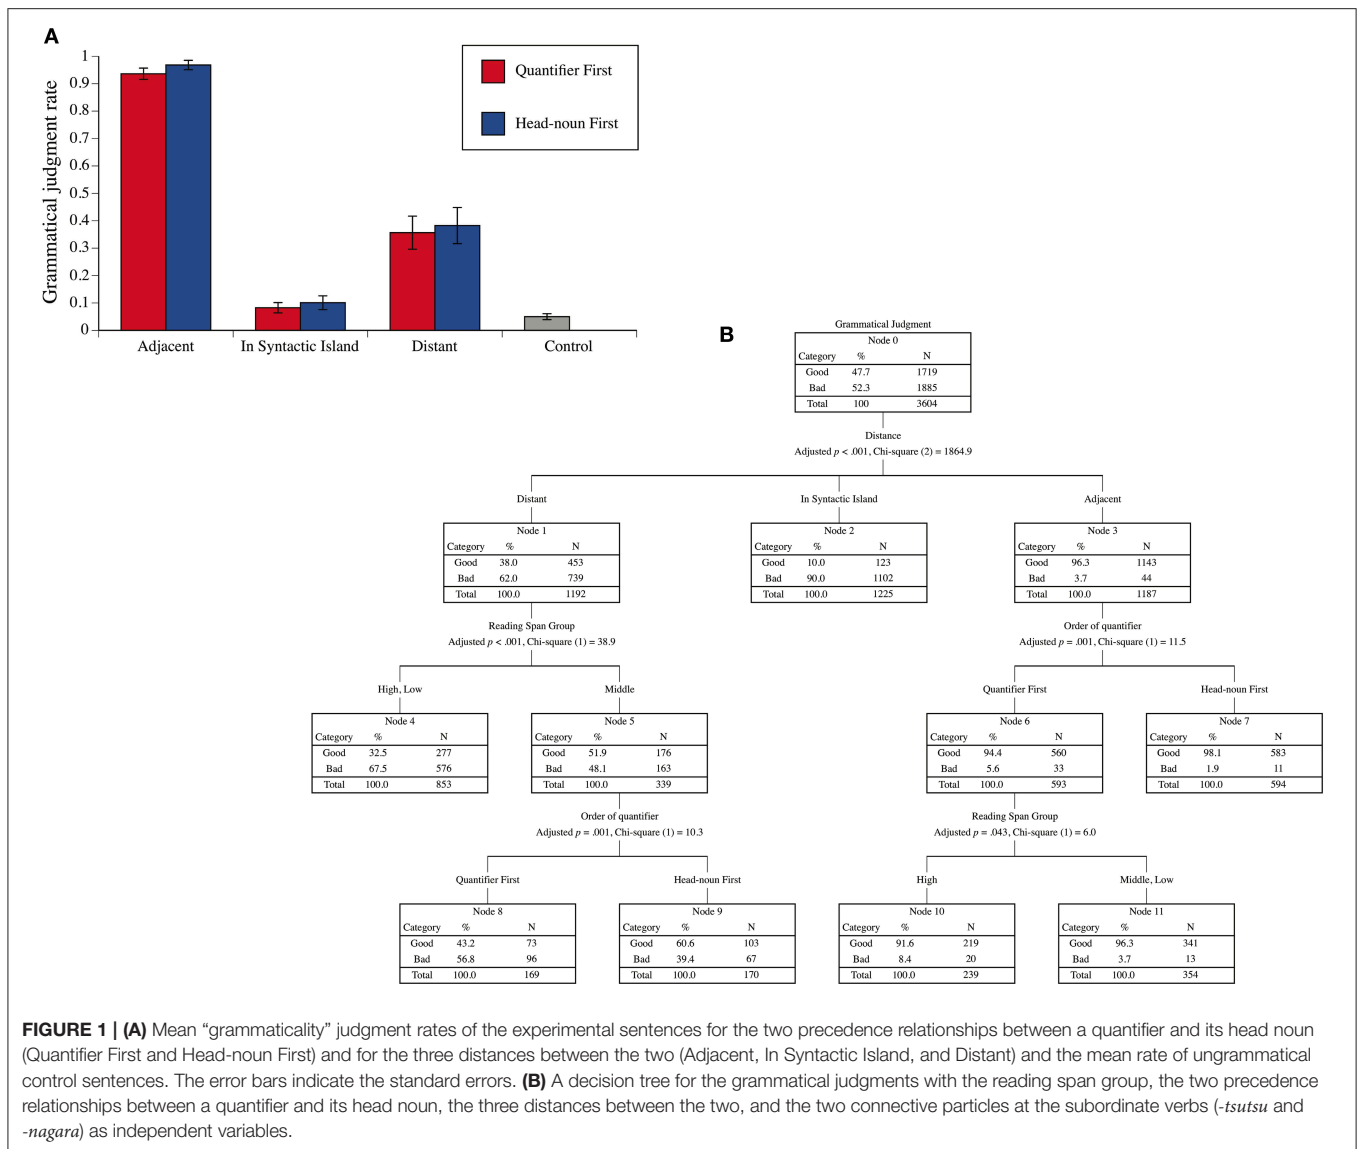 A
Grammatical judgment rate
1
0.9
0.8
0.7
0.6
0.5
0.4
0.3
0.2
0.1
0
Quantifier First
Head-noun First
Adjacent In Syntactic Island Distant Control
B
Grammatical Judgment
Node 0
Category % N
Good 47.7 1719
Bad 52.3 1885
Total 100 3604
Distance
Adjusted p < .001, Chi-square (2) = 1864.9
Distant In Syntactic Island Adjacent
Node 1 Node 2 Node 3
Category % N Category % N Category % N
Good 38.0 453 Good 10.0 123 Good 96.3 1143
Bad 62.0 739 Bad 90.0 1102 Bad 3.7 44
Total 100.0 1192 Total 100.0 1225 Total 100.0 1187
Reading Span Group Order of quantifier
Adjusted p < .001, Chi-square (1) = 38.9 Adjusted p = .001, Chi-square (1) = 11.5
High, Low Middle Quantifier First Head-noun First
Node 4 Node 5 Node 6 Node 7
Category % N Category % N Category % N Category % N
Good 32.5 277 Good 51.9 176 Good 94.4 560 Good 98.1 583
Bad 67.5 576 Bad 48.1 163 Bad 5.6 33 Bad 1.9 11
Total 100.0 853 Total 100.0 339 Total 100.0 593 Total 100.0 594
Order of quantifier Reading Span Group
Adjusted p = .001, Chi-square (1) = 10.3 Adjusted p = .043, Chi-square (1) = 6.0
Quantifier First Head-noun First High Middle, Low
Node 8 Node 9 Node 10 Node 11
Category % N Category % N Category % N Category % N
Good 43.2 73 Good 60.6 103 Good 91.6 219 Good 96.3 341
Bad 56.8 96 Bad 39.4 67 Bad 8.4 20 Bad 3.7 13
Total 100.0 169 Total 100.0 170 Total 100.0 239 Total 100.0 354
FIGURE 1 | (A) Mean “grammaticality” judgment rates of the experimental sentences for the two precedence relationships between a quantifier and its head noun
(Quantifier First and Head-noun First) and for the three distances between the two (Adjacent, In Syntactic Island, and Distant) and the mean rate of ungrammatical
control sentences. The error bars indicate the standard errors. (B) A decision tree for the grammatical judgments with the reading span group, the two precedence
relationships between a quantifier and its head noun, the three distances between the two, and the two connective particles at the subordinate verbs (-tsutsu and
-nagara) as independent variables.